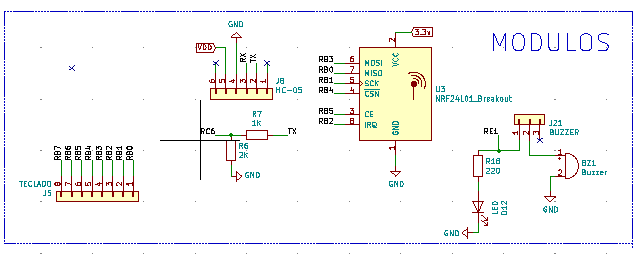 MODULOS
GND
VDD
RX
TX
6
5
4
3
2
1
J8
HC-05
RC6
R7
1k
TX
R6
2k
GND
RB7
RB6
RB5
RB4
RB3
RB2
RB1
RB0
TECLADO
J5
8
7
6
5
4
3
2
1
3.3v
2
VCC
RB3 6 MOSI
RB0 7 MISO
RB1 5 SCK
RB4 4 CSN
RB5 3 CE
RB2 8 IRQ
GND
1
GND
U3
NRF24L01_Breakout
J21
BUZZER
1
2
3
RE1
R18
220
LED
D12
GND
1
2
BZ1
Buzzer
GND